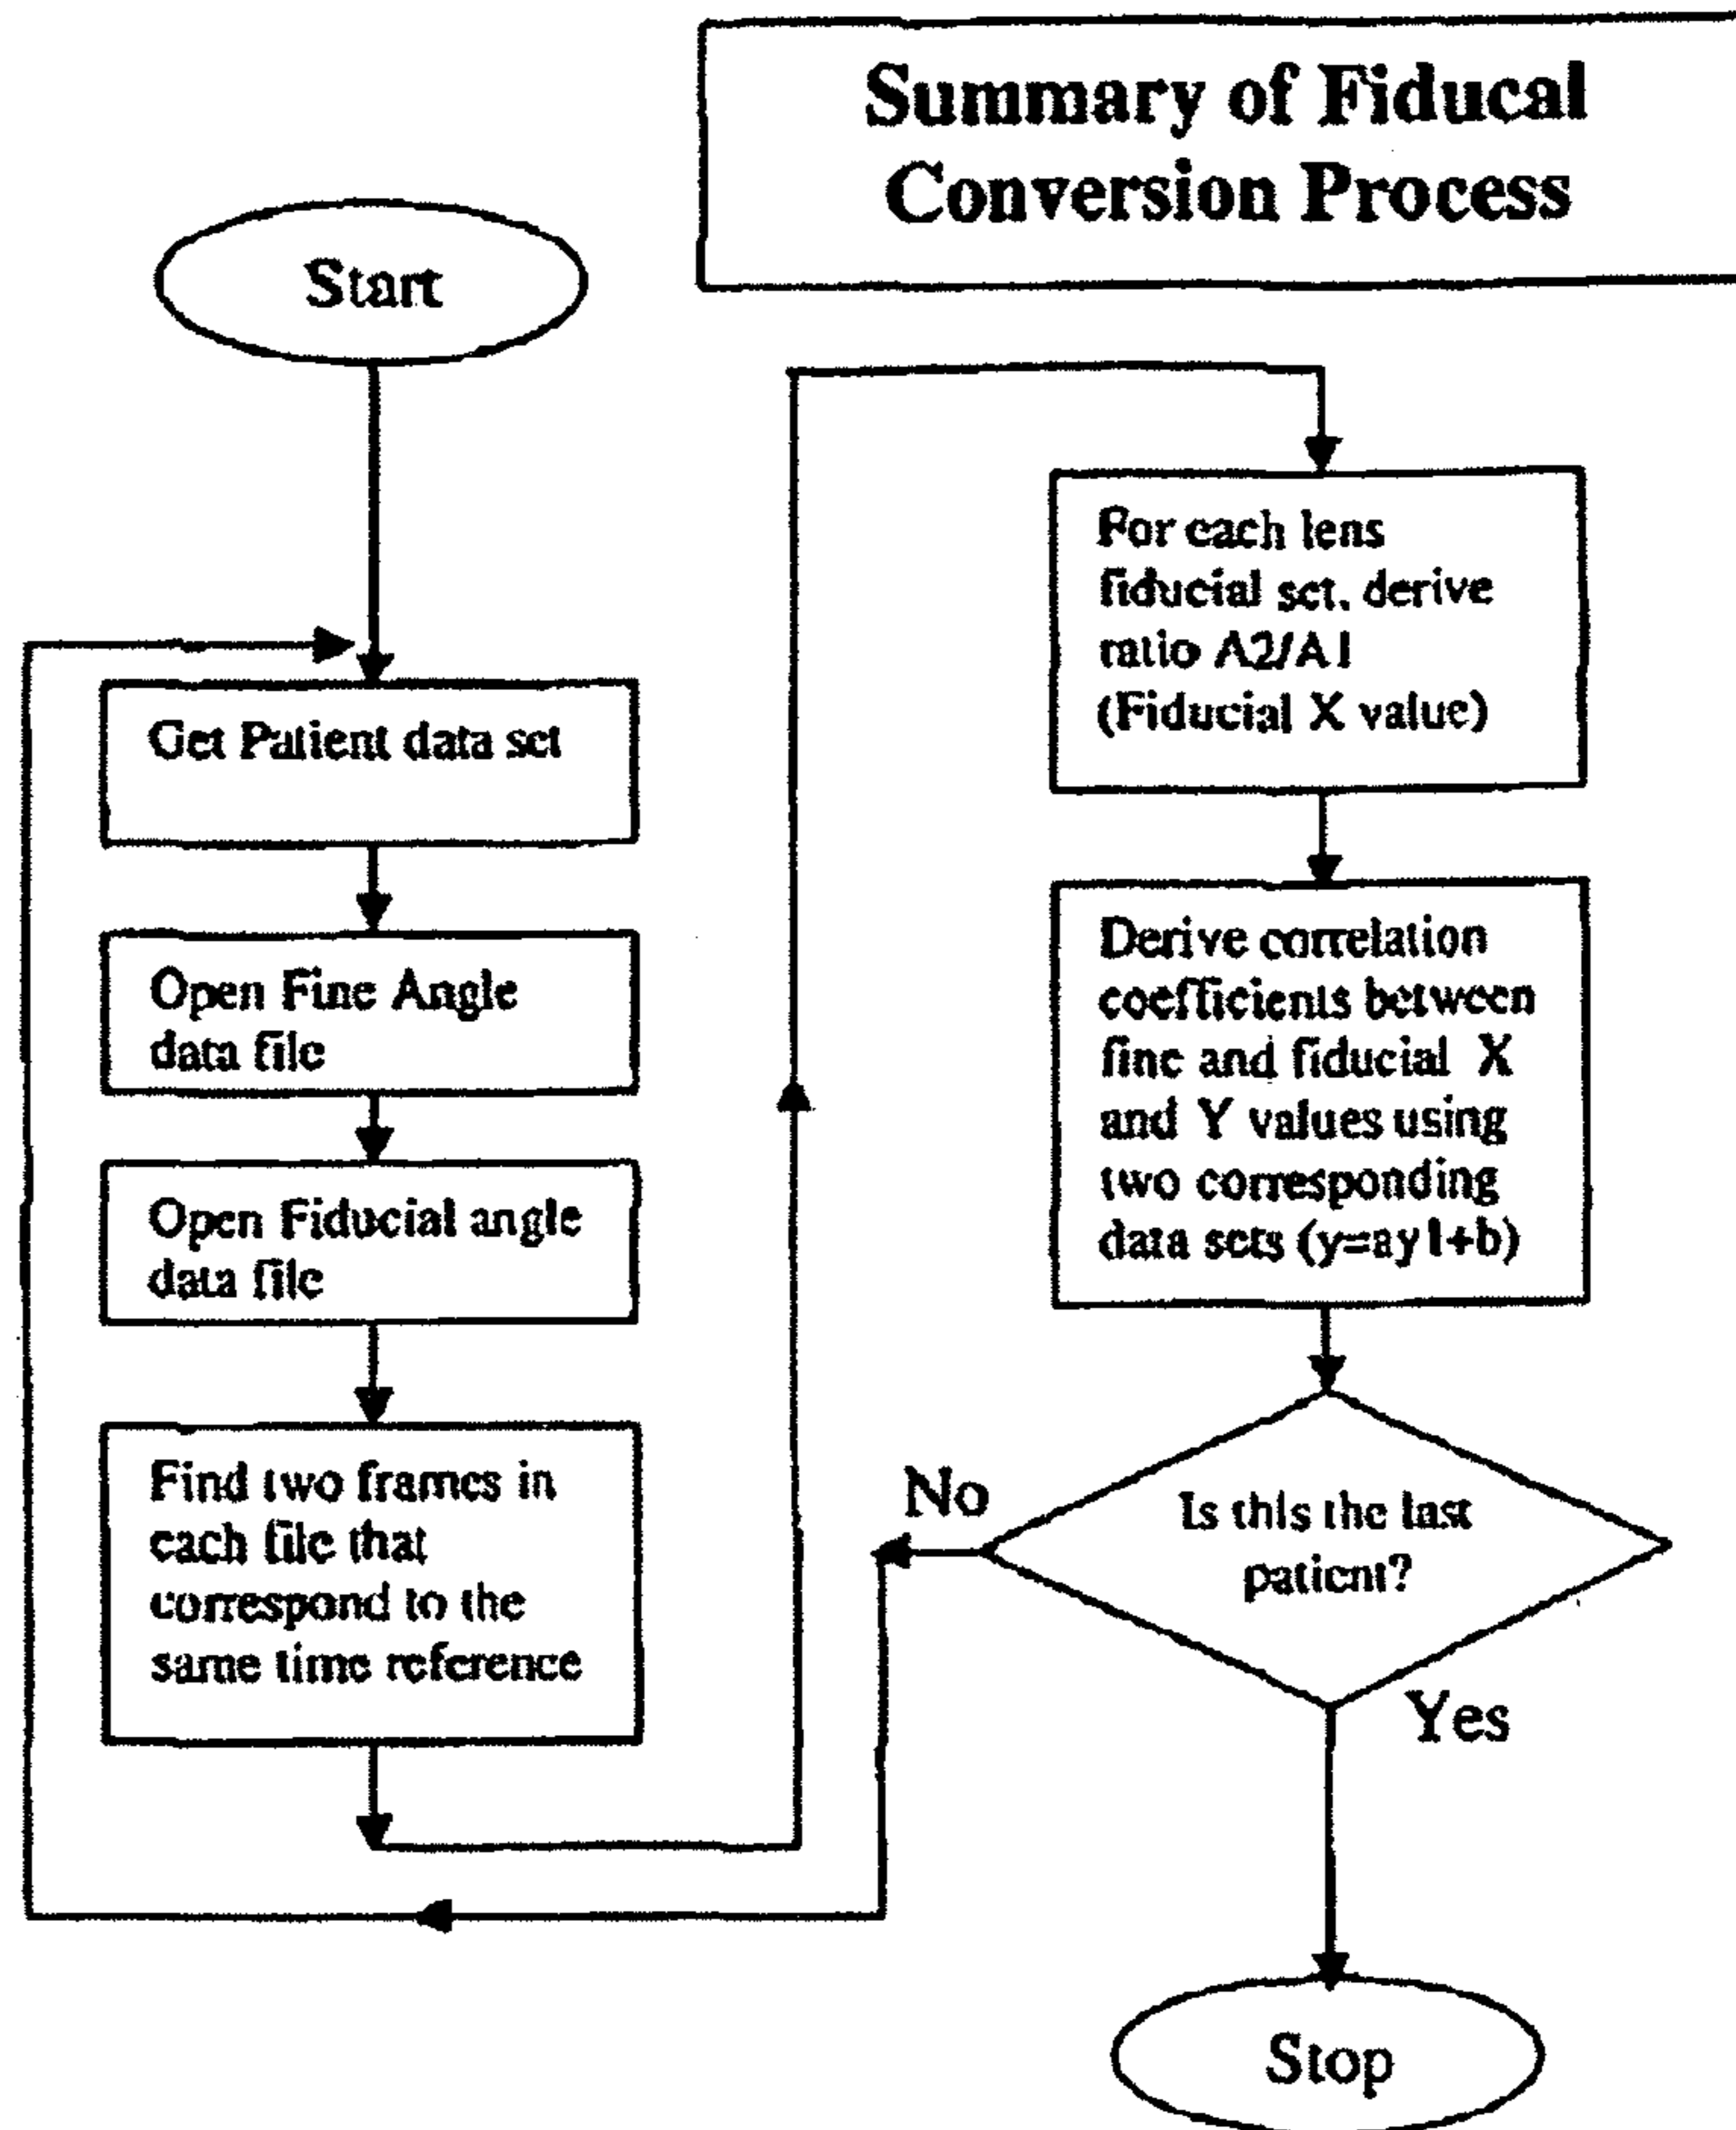 Summary of Fiducal
Conversion Process
Start
Get Patient data set
Open Fine Angle
data file
Open Fiducial angle
data file
Find two frames in
each file that
correspond to the
same time reference
For each lens
fiducial set, derive
ratio A2/A1
(Fiducial X value)
Derive correlation
coefficients between
fine and fiducial X
and Y values using
two corresponding
data sets (y=ay1+b)
Is this the last
patient?
No
Yes
Stop